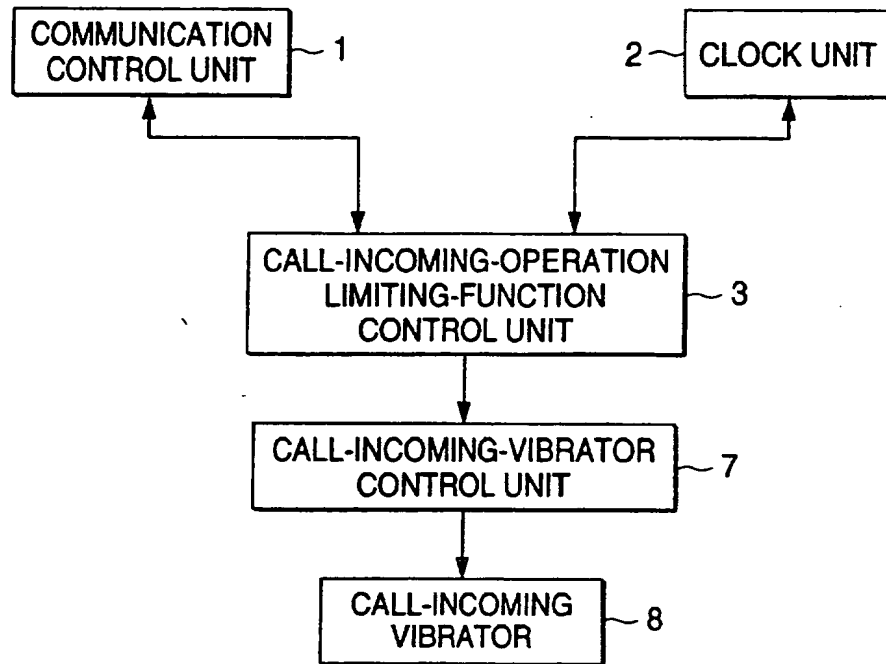 COMMUNICATION
CONTROL UNIT
1
2
CLOCK UNIT
CALL-INCOMING-OPERATION
LIMITING-FUNCTION
CONTROL UNIT
3
CALL-INCOMING-VIBRATOR
CONTROL UNIT
7
CALL-INCOMING
VIBRATOR
8